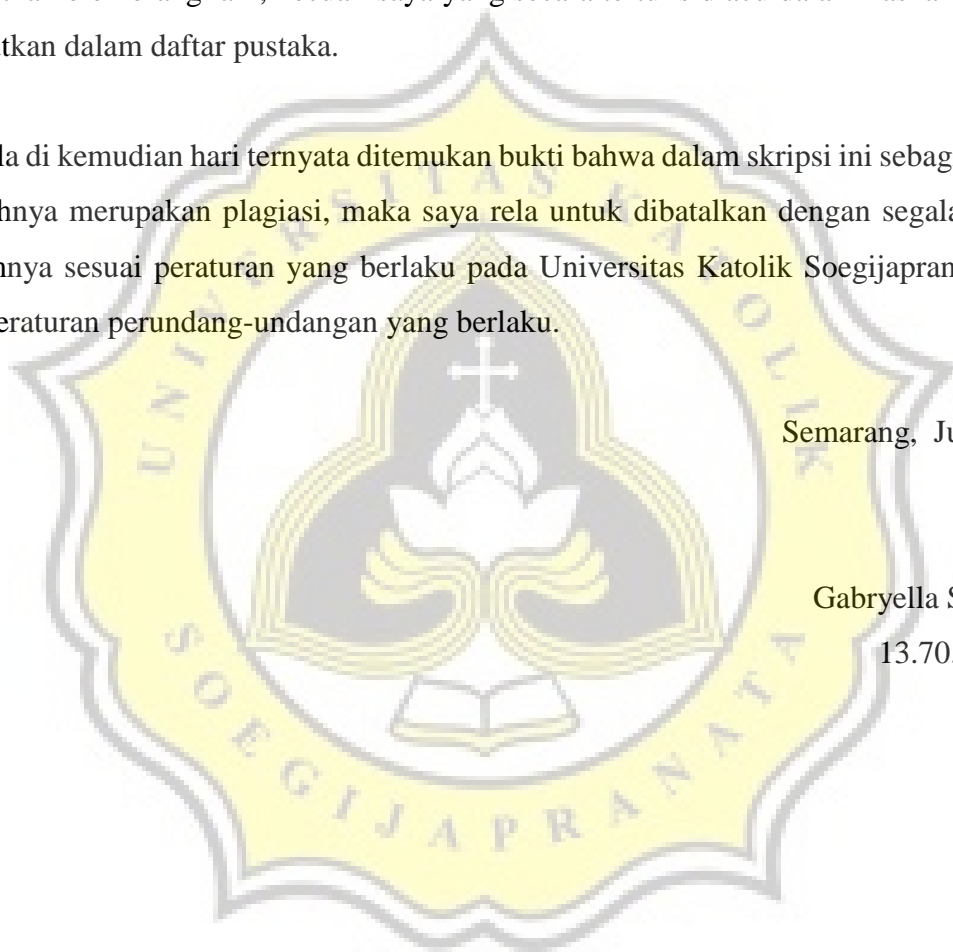 utkan dalam daftar pustaka.
la di kemudian hari ternyata ditemukan bukti bahwa dalam skripsi ini sebag
hnya merupakan plagiasi, maka saya rela untuk dibatalkan dengan segala
nnya sesuai peraturan yang berlaku pada Universitas Katolik Soegijapran
eraturan perundang-undangan yang berlaku.
Semarang, Ju
Gabryella S
13.70.
UNIVERSITAS KATOLIK
SOEGIJAPRANATA